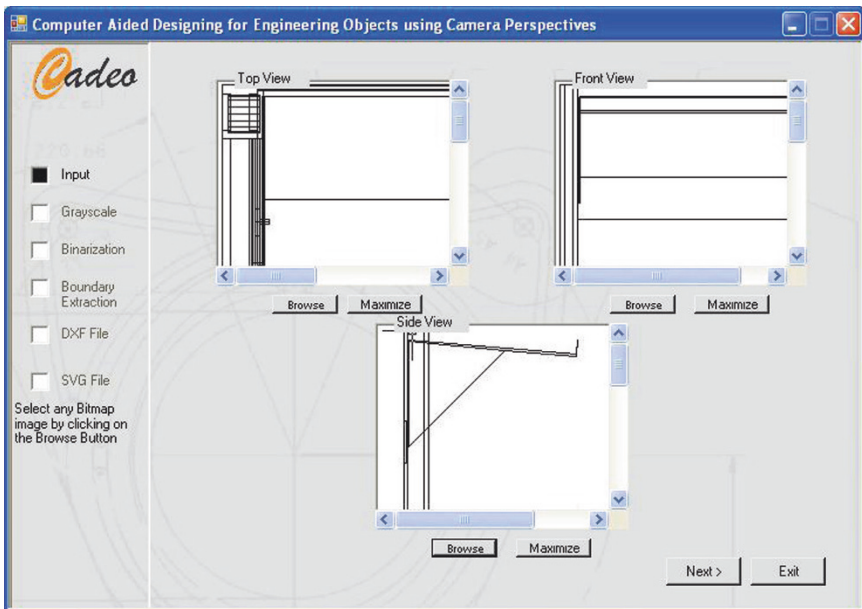 Computer Aided Designing for Engineering Objects using Camera Perspectives
Cadeo
Input
Grayscale
Binarization
Boundary
Extraction
DXF File
SVG File
Select any Bitmap
image by clicking on
the Browse Button
Top View
Browse
Maximize
Front View
Browse
Maximize
Side View
Browse
Maximize
Next >
Exit